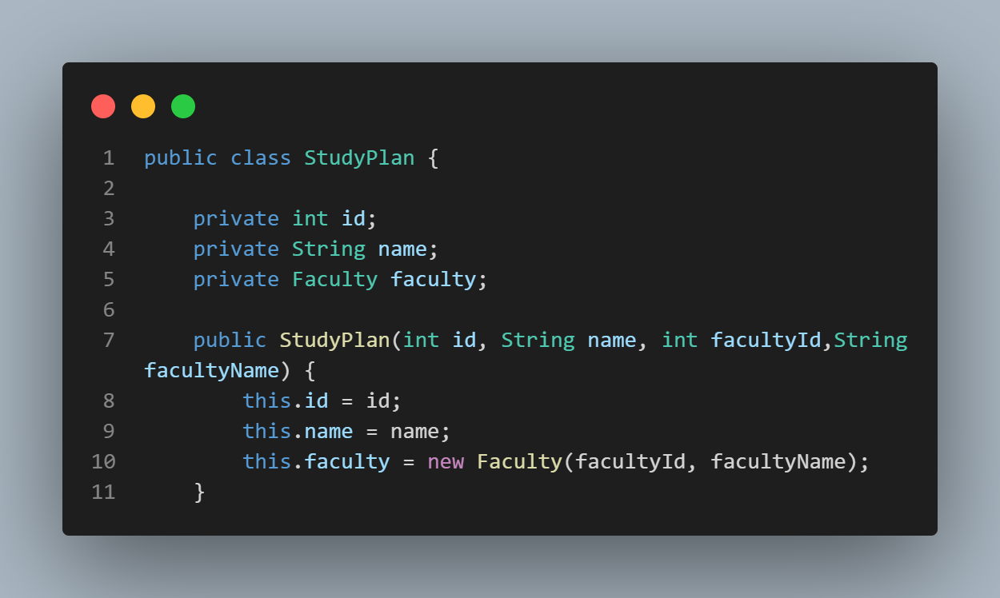 1 public class StudyPlan {
2
3     private int id;
4     private String name;
5     private Faculty faculty;
6
7     public StudyPlan(int id, String name, int facultyId,String
facultyName) {
8         this.id = id;
9         this.name = name;
10         this.faculty = new Faculty(facultyId, facultyName);
11     }